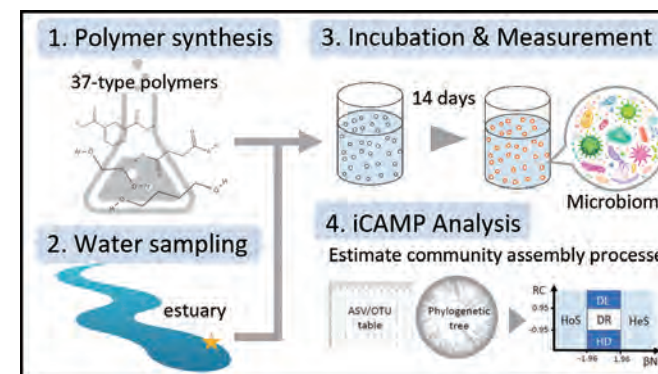 1. Polymer synthesis
37-type polymers
2. Water sampling
estuary
3. Incubation & Measurement
14 days
Microbiom
4. iCAMP Analysis
Estimate community assembly processe
ASV/OTU
table
Phylogenetic
tree
RC
0.95
-0.95
HoS
DL
DR
HD
HeS
-1.96
1.96
βN